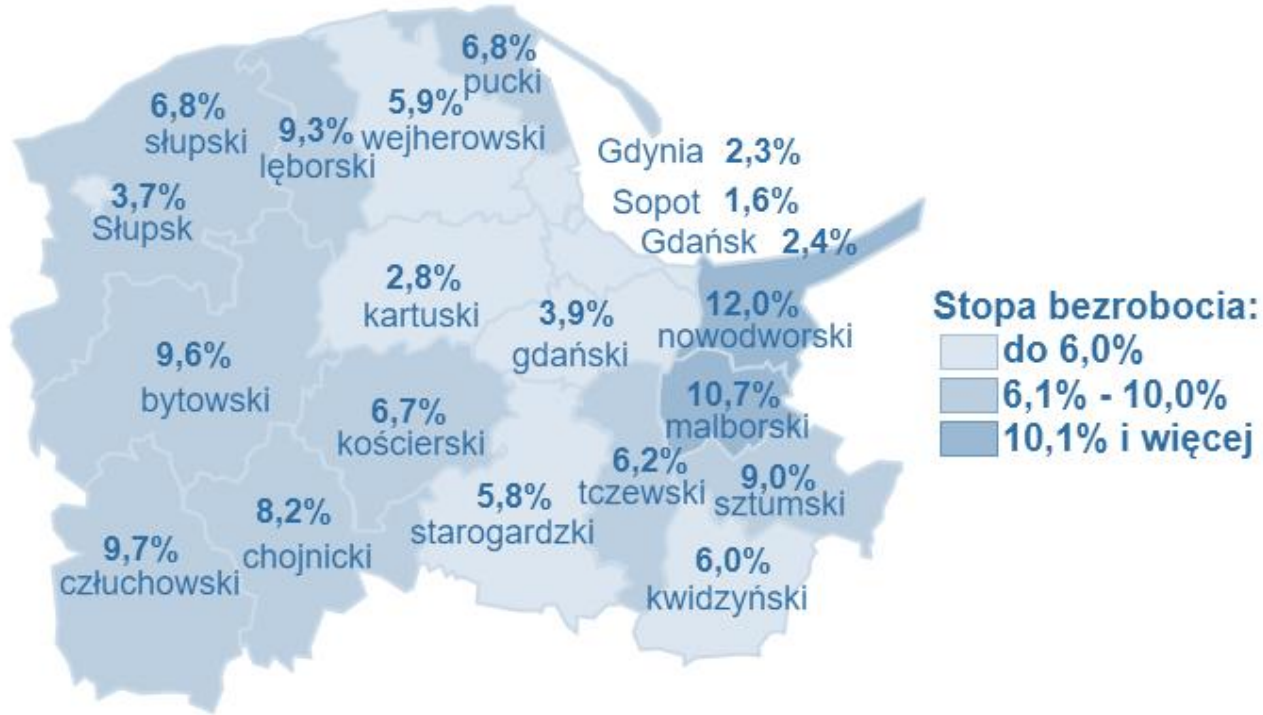 6,8%
pucki
6,8%
słupski
9,3%
lęborski
5,9%
wejherowski
Gdynia 2,3%
Sopot 1,6%
Gdańsk 2,4%
3,7%
Słupsk
2,8%
kartuski
3,9%
gdański
12,0%
nowodworski
9,6%
bytowski
6,7%
kościerski
10,7%
malborski
6,2%
tczewski
9,0%
sztumski
5,8%
starogardzki
8,2%
chojnicki
9,7%
człuchowski
6,0%
kwidzyński
Stopa bezrobocia:
do 6,0%
6,1% - 10,0%
10,1% i więcej